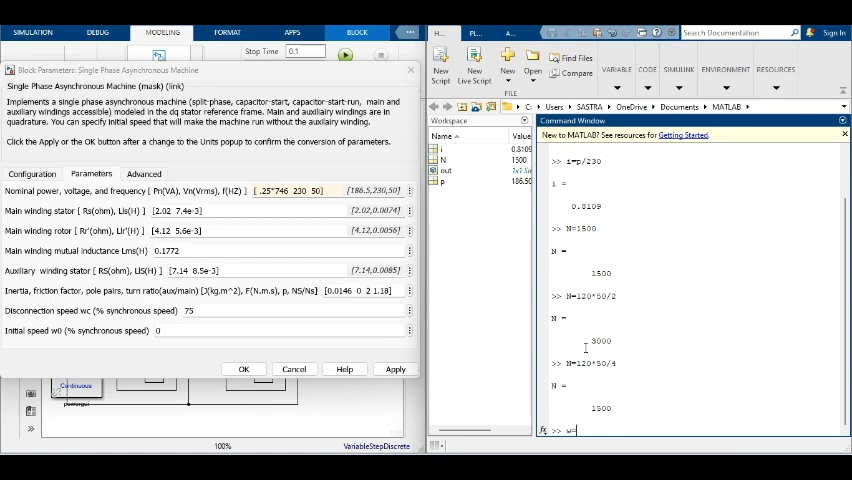 SIMULATION DEBUG MODELING FORMAT APPS BLOCK
Stop Time 0.1
Block Parameters: Single Phase Asynchronous Machine
Single Phase Asynchronous Machine (mask) (link)
Implements a single phase asynchronous machine (split-phase, capacitor-start, capacitor-start-run, main and
auxiliary windings accessible) modeled in the dq stator reference frame. Main and auxiliairy windings are in
quadrature. You can specify initial speed that will make the machine run without the auxiliairy winding.
Click the Apply or the OK button after a change to the Units popup to confirm the conversion of parameters.
Configuration Parameters Advanced
Nominal power, voltage, and frequency [ Pn(VA), Vn(Vrms), f(HZ) ] [ .25*746 230 50] [186.5,230,50]
Main winding stator [ Rs(ohm), Lls(H)] [2.02 7.4e-3] [2.02,0.0074]
Main winding rotor [ Rr'(ohm), Llr'(H)] [4.12 5.6e-3] [4.12,0.0056]
Main winding mutual inductance Lms(H) 0.1772
Auxiliary winding stator [ RS(ohm), LlS(H)] [7.14 8.5e-3] [7.14,0.0085]
Inertia, friction factor, pole pairs, turn ratio(aux/main) [J(kg.m^2), F(N.m.s), p, NS/Ns] [0.0146 0 2 1.18]
Disconnection speed wc (% synchronous speed) 75
Initial speed w0 (% synchronous speed) 0
OK Cancel Help Apply
Continuous
powergui
100% VariableStepDiscrete
H... PL... A...
Search Documentation Sign In
New Script New Live Script New Open Find Files Compare VARIABLE CODE SIMULINK ENVIRONMENT RESOURCES
FILE
C: Users SASTRA OneDrive Documents MATLAB
Workspace
Name Value
i 0.8109
N 1500
out 1x1 Si
p 186.50
Command Window
New to MATLAB? See resources for Getting Started.
>> i=p/230
i =
0.8109
>> N=1500
N =
1500
>> N=120*50/2
N =
3000
>> N=120*50/4
N =
1500
fx >> w=